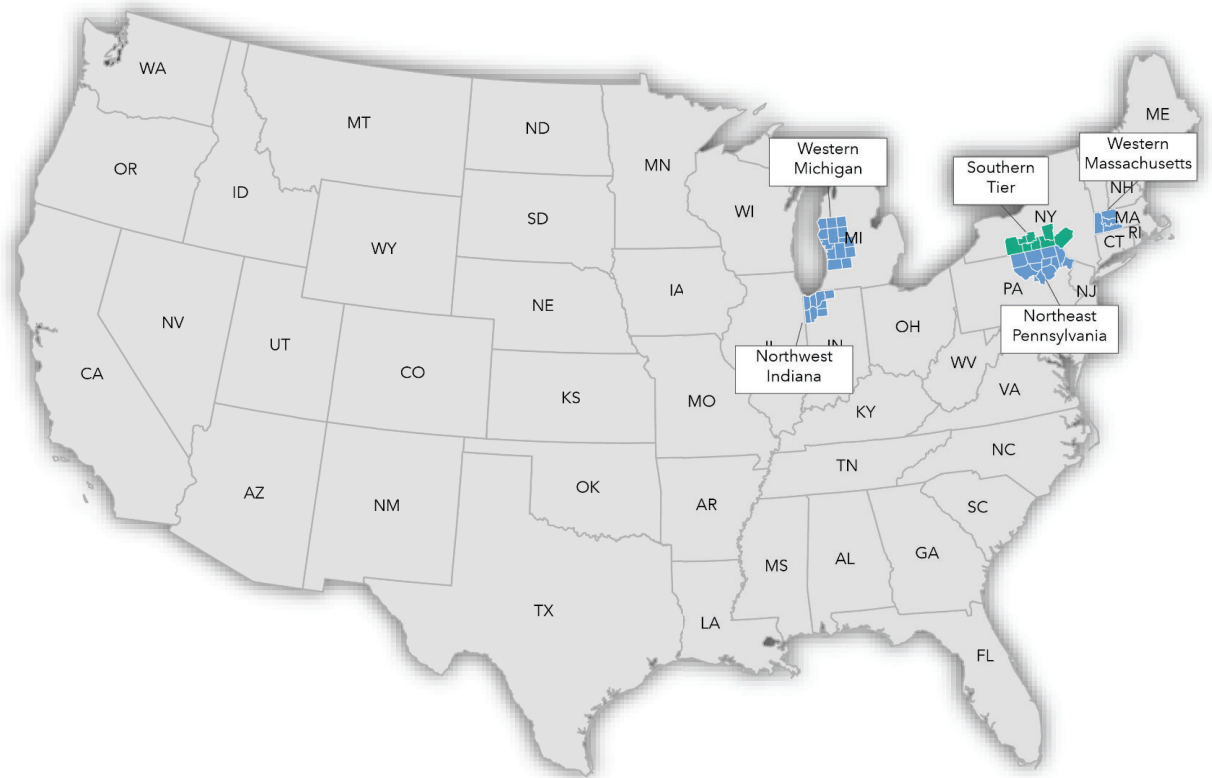 WA
MT
ND
MN
ME
OR
ID
SD
WI
WY
Western
Michigan
MI
Southern
Tier
NY
Western
Massachusetts
NH
MA
RI
CT
NV
UT
NE
IA
IN
OH
PA
NJ
Northeast
Pennsylvania
Northwest
Indiana
CA
CO
KS
MO
WV
VA
KY
AZ
NM
OK
AR
TN
NC
SC
TX
LA
MS
AL
GA
FL